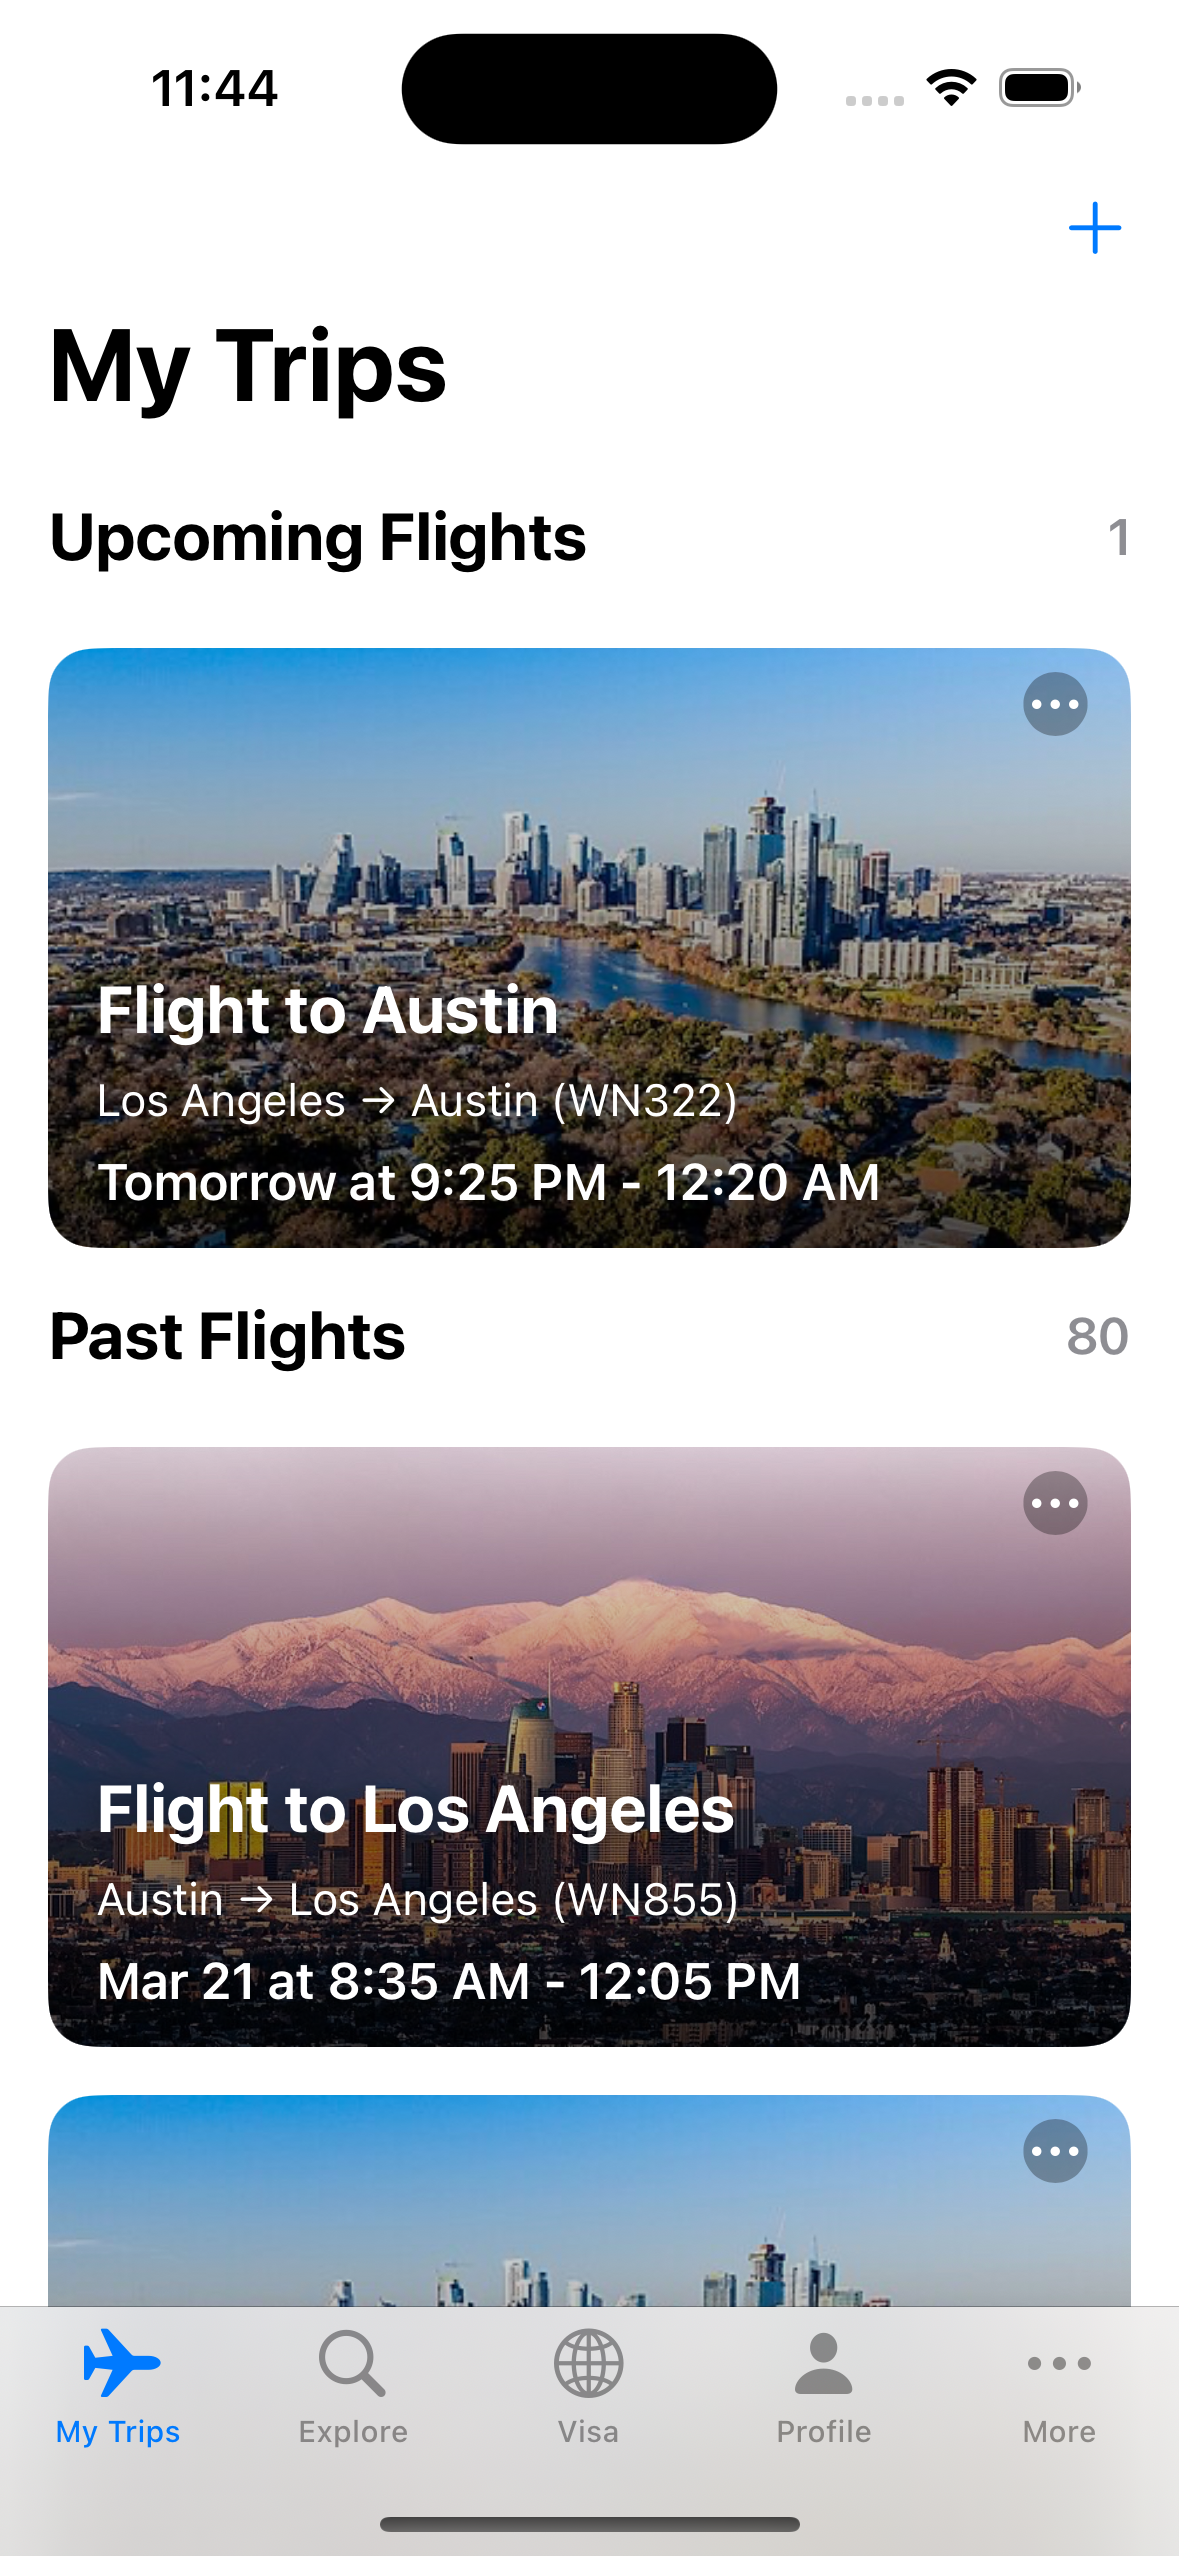 11:44
My Trips
Upcoming Flights 1
Flight to Austin
Los Angeles → Austin (WN322)
Tomorrow at 9:25 PM - 12:20 AM
Past Flights 80
Flight to Los Angeles
Austin → Los Angeles (WN855)
Mar 21 at 8:35 AM - 12:05 PM
My Trips Explore Visa Profile More